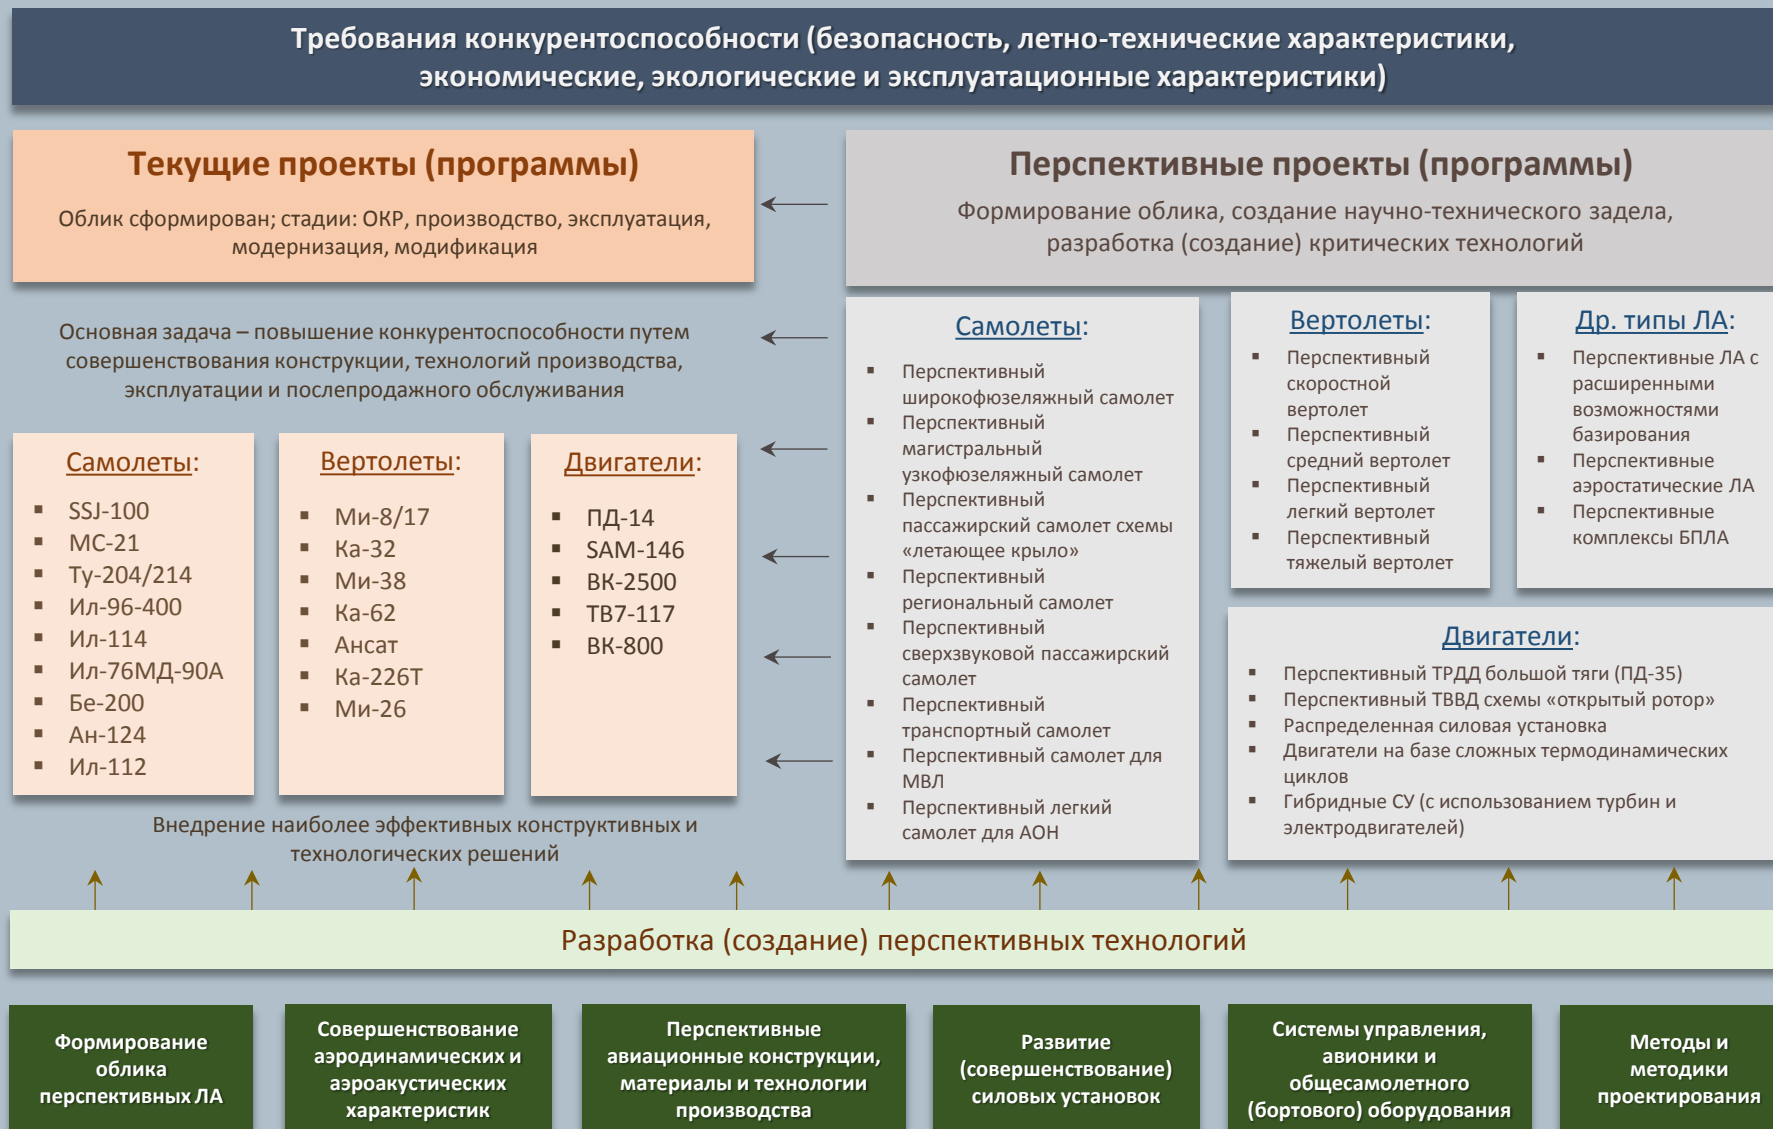 Требования конкурентоспособности (безопасность, летно-технические характеристики,
экономические, экологические и эксплуатационные характеристики)
Текущие проекты (программы)
Облик сформирован; стадии: ОКР, производство, эксплуатация,
модернизация, модификация
Основная задача – повышение конкурентоспособности путем
совершенствования конструкции, технологий производства,
эксплуатации и послепродажного обслуживания
Самолеты:
▪ SSJ-100
▪ МС-21
▪ Ту-204/214
▪ Ил-96-400
▪ Ил-114
▪ Ил-76МД-90А
▪ Бе-200
▪ Ан-124
▪ Ил-112
Вертолеты:
▪ Ми-8/17
▪ Ка-32
▪ Ми-38
▪ Ка-62
▪ Ансат
▪ Ка-226Т
▪ Ми-26
Двигатели:
▪ ПД-14
▪ SAM-146
▪ ВК-2500
▪ ТВ7-117
▪ ВК-800
Внедрение наиболее эффективных конструктивных и
технологических решений
Перспективные проекты (программы)
Формирование облика, создание научно-технического задела,
разработка (создание) критических технологий
Самолеты:
▪ Перспективный
широкофюзеляжный самолет
▪ Перспективный
магистральный
узкофюзеляжный самолет
▪ Перспективный
пассажирский самолет схемы
«летающее крыло»
▪ Перспективный
региональный самолет
▪ Перспективный
сверхзвуковой пассажирский
самолет
▪ Перспективный
транспортный самолет
▪ Перспективный самолет для
МВЛ
▪ Перспективный легкий
самолет для АОН
Вертолеты:
▪ Перспективный
скоростной
вертолет
▪ Перспективный
средний вертолет
▪ Перспективный
легкий вертолет
▪ Перспективный
тяжелый вертолет
Др. типы ЛА:
▪ Перспективные ЛА с
расширенными
возможностями
базирования
▪ Перспективные
аэростатические ЛА
▪ Перспективные
комплексы БПЛА
Двигатели:
▪ Перспективный ТРДД большой тяги (ПД-35)
▪ Перспективный ТВВД схемы «открытый ротор»
▪ Распределенная силовая установка
▪ Двигатели на базе сложных термодинамических
циклов
▪ Гибридные СУ (с использованием турбин и
электродвигателей)
Разработка (создание) перспективных технологий
Формирование
облика
перспективных ЛА
Совершенствование
аэродинамических и
аэроакустических
характеристик
Перспективные
авиационные конструкции,
материалы и технологии
производства
Развитие
(совершенствование)
силовых установок
Системы управления,
авионики и
общесамолетного
(бортового) оборудования
Методы и
методики
проектирования